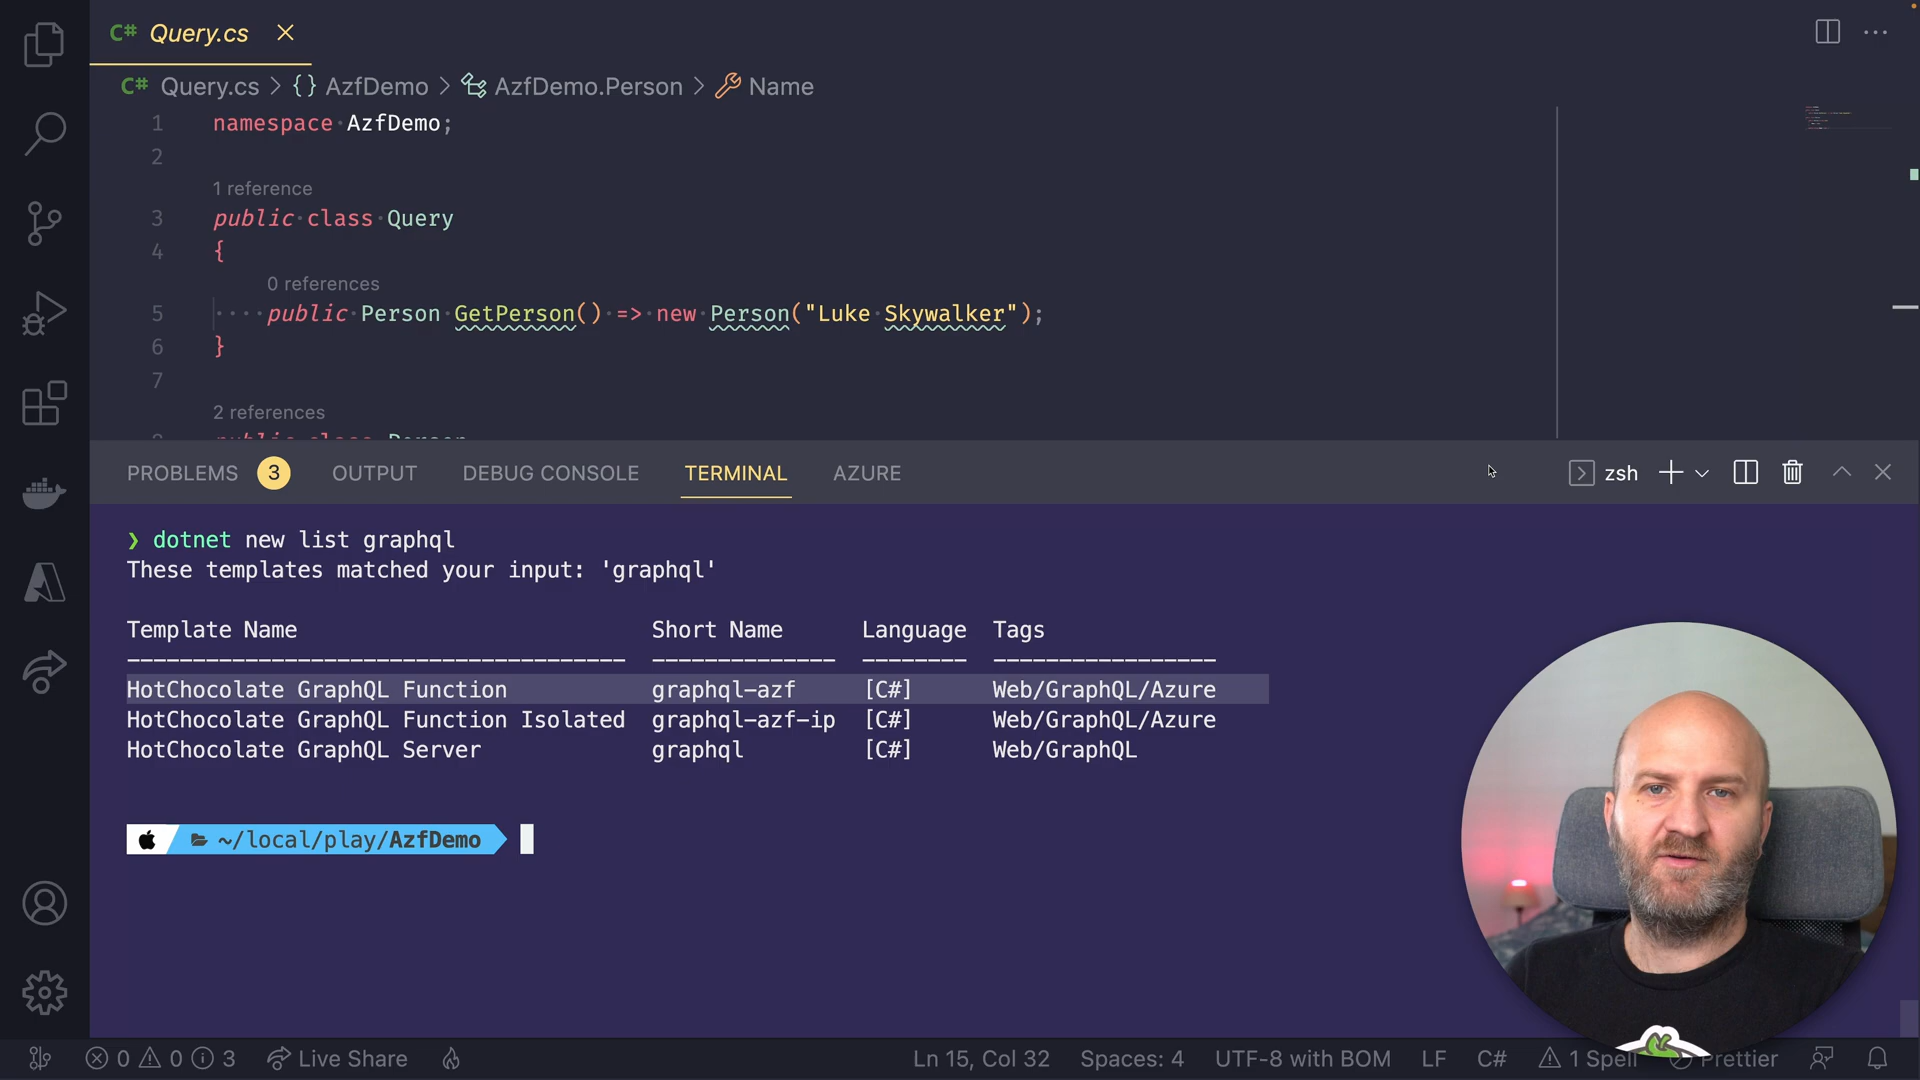 C# Query.cs
C# Query.cs > {} AzfDemo > AzfDemo.Person > Name
1 namespace AzfDemo;
2
1 reference
3 public class Query
4 {
0 references
5 public Person GetPerson() => new Person("Luke Skywalker");
6 }
7
2 references
public class Person
PROBLEMS 3 OUTPUT DEBUG CONSOLE TERMINAL AZURE zsh
❯ dotnet new list graphql
These templates matched your input: 'graphql'
Template Name Short Name Language Tags
HotChocolate GraphQL Function graphql-azf [C#] Web/GraphQL/Azure
HotChocolate GraphQL Function Isolated graphql-azf-ip [C#] Web/GraphQL/Azure
HotChocolate GraphQL Server graphql [C#] Web/GraphQL
~/local/play/AzfDemo
0 0 3 Live Share Ln 15, Col 32 Spaces: 4 UTF-8 with BOM LF C# 1 Spell Prettier